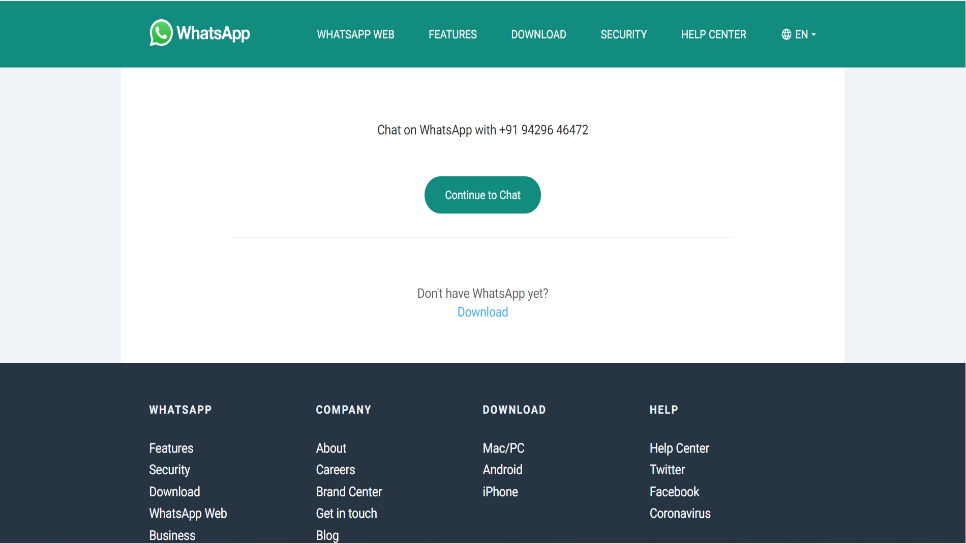 WhatsApp
WHATSAPP WEB
FEATURES
DOWNLOAD
SECURITY
HELP CENTER
EN
Chat on WhatsApp with +91 94296 46472
Continue to Chat
Don't have WhatsApp yet?
Download
WHATSAPP
Features
Security
Download
WhatsApp Web
Business
COMPANY
About
Careers
Brand Center
Get in touch
Blog
DOWNLOAD
Mac/PC
Android
iPhone
HELP
Help Center
Twitter
Facebook
Coronavirus